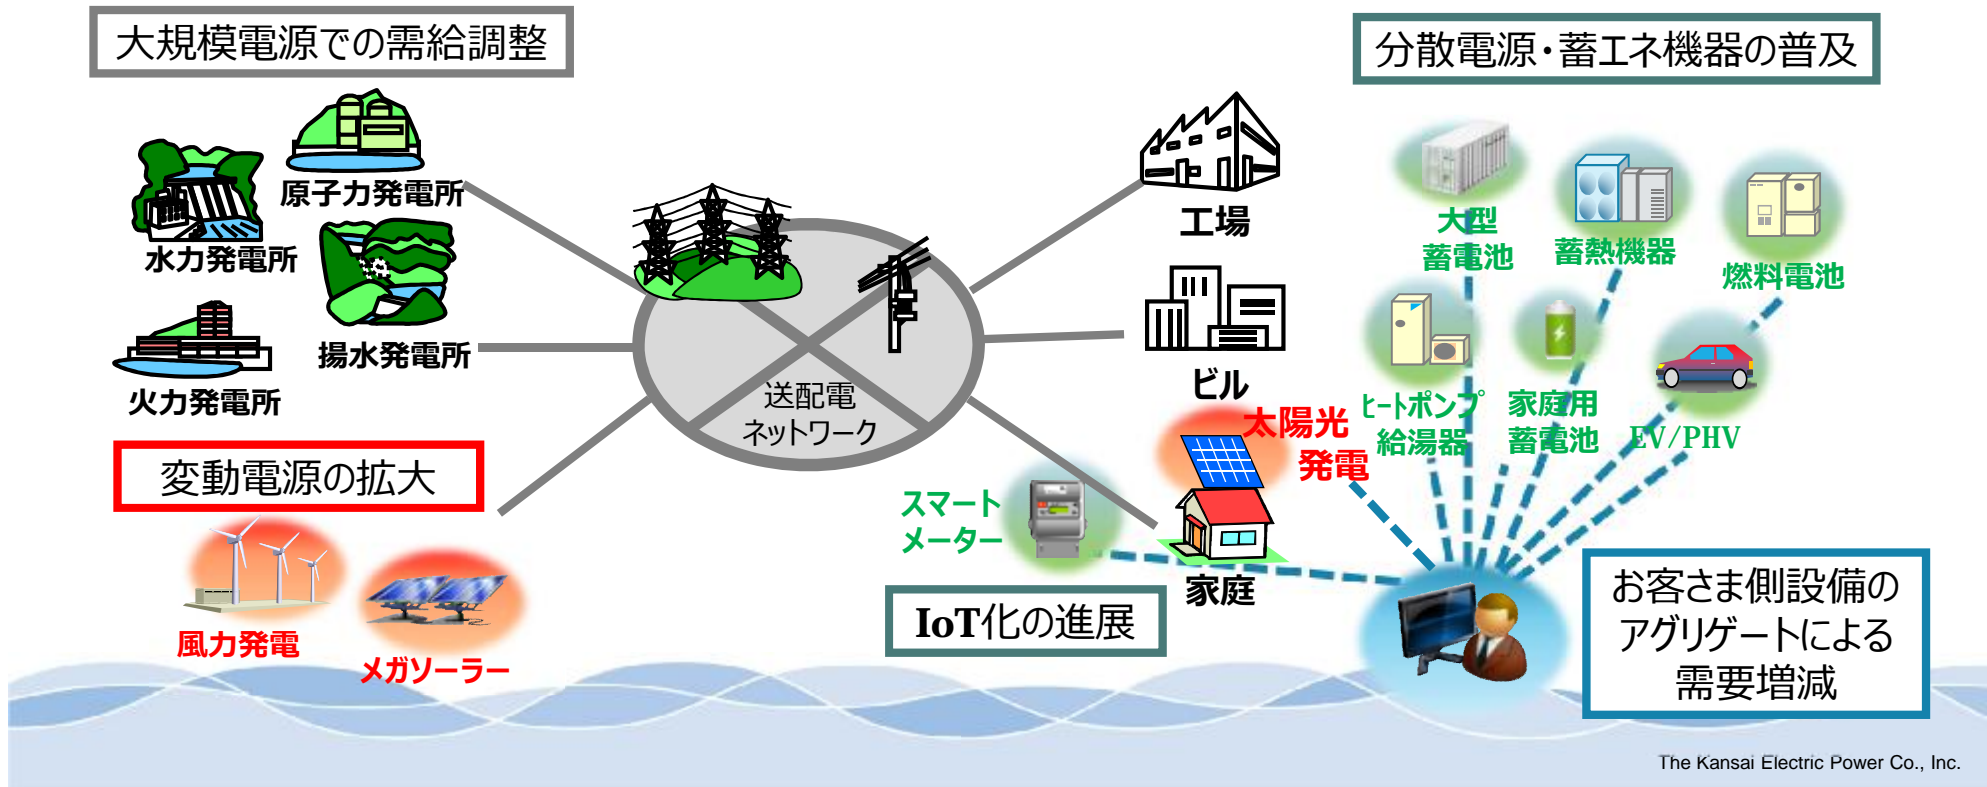 大規模電源での需給調整
分散電源・蓄エネ機器の普及
原子力発電所
水力発電所
揚水発電所
火力発電所
変動電源の拡大
風力発電
メガソーラー
送配電
ネットワーク
工場
ビル
太陽光
発電
家庭
スマート
メーター
IoT化の進展
大型
蓄電池
蓄熱機器
燃料電池
ヒートポンプ
給湯器
家庭用
蓄電池
EV/PHV
お客さま側設備の
アグリゲートによる
需要増減
The Kansai Electric Power Co., Inc.